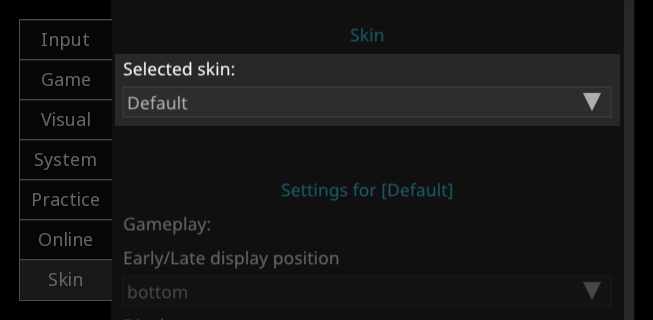 Input
Game
Visual
System
Practice
Online
Skin
Skin
Selected skin:
Default
Settings for [Default]
Gameplay:
Early/Late display position
bottom